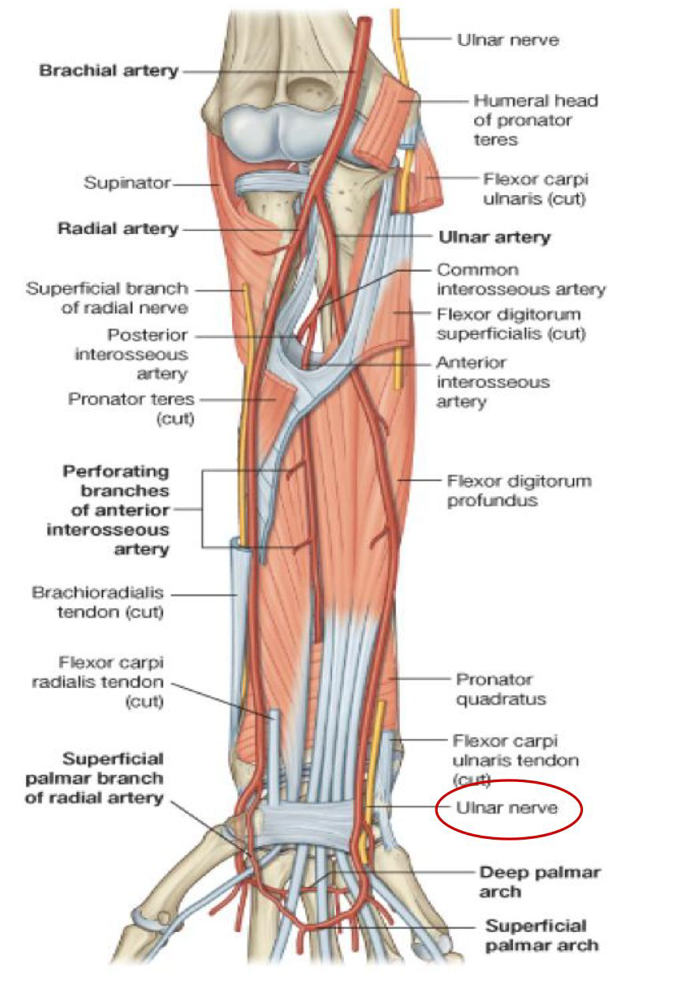 Ulnar nerve
Brachial artery
Humeral head
of pronator
teres
Supinator
Flexor carpi
ulnaris (cut)
Radial artery
Ulnar artery
Common
interosseous artery
Superficial branch
of radial nerve
Flexor digitorum
superficialis (cut)
Posterior
interosseous
artery
Anterior
interosseous
artery
Pronator teres
(cut)
Perforating
branches
of anterior
interosseous
artery
Flexor digitorum
profundus
Brachioradialis
tendon (cut)
Flexor carpi
radialis tendon
(cut)
Pronator
quadratus
Flexor carpi
ulnaris tendon
(cut)
Superficial
palmar branch
of radial artery
Ulnar nerve
Deep palmar
arch
Superficial
palmar arch